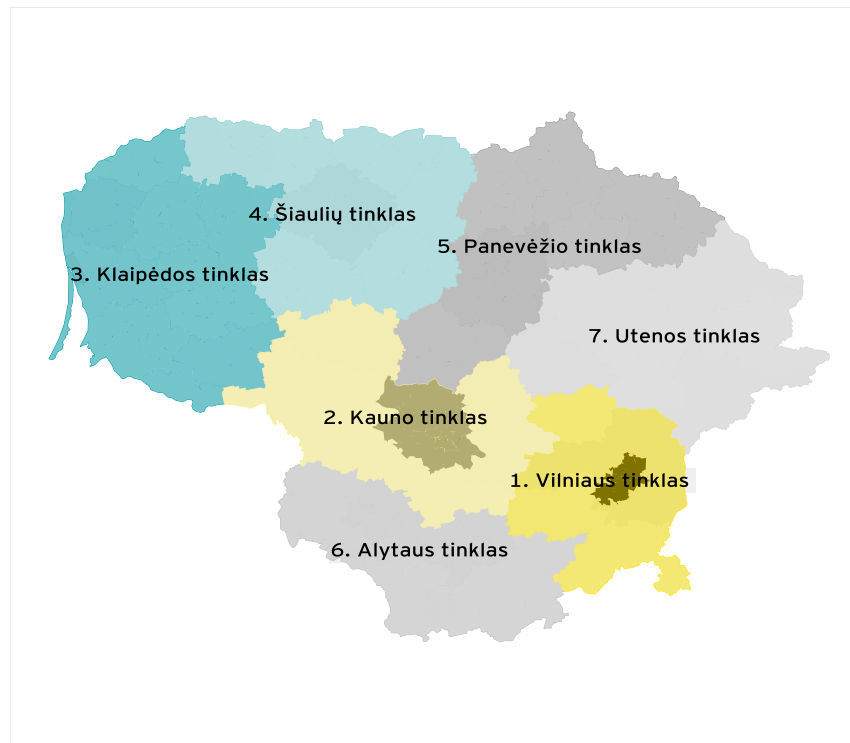 4. Šiaulių tinklas
5. Panevėžio tinklas
3. Klaipėdos tinklas
7. Utenos tinklas
2. Kauno tinklas
1. Vilniaus tinklas
6. Alytaus tinklas